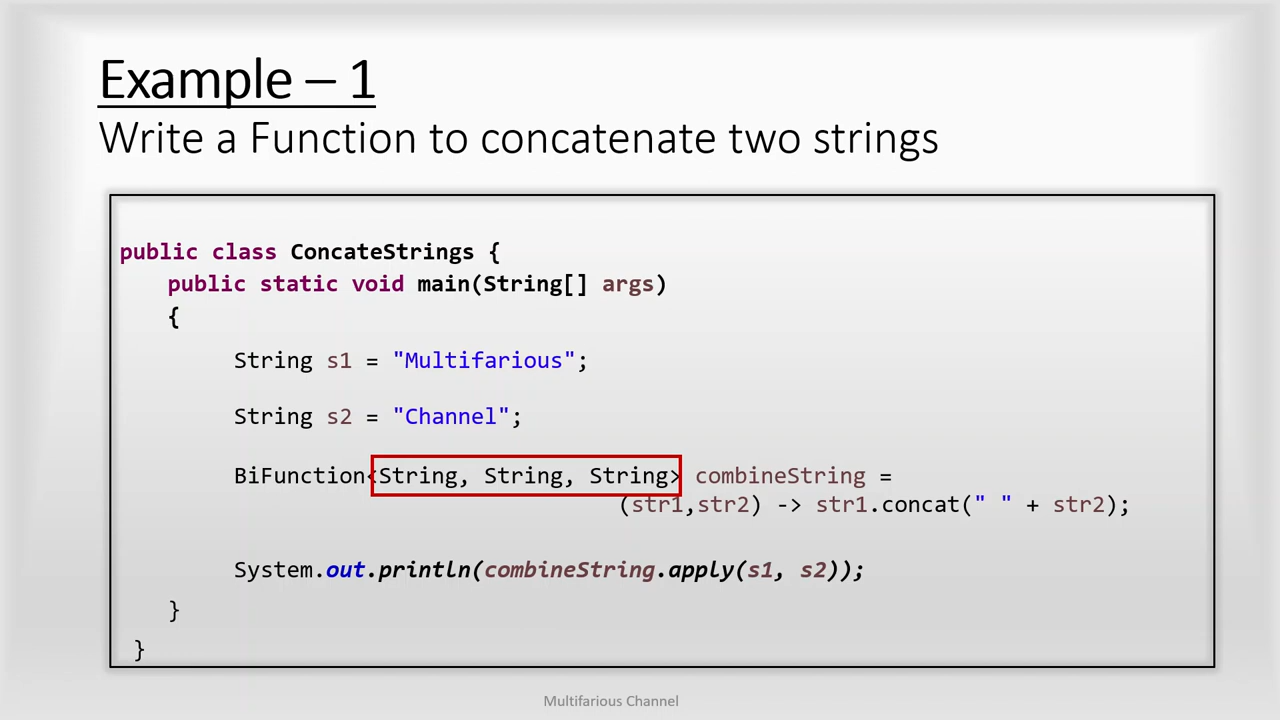 Example – 1
Write a Function to concatenate two strings
public class ConcateStrings {
public static void main(String[] args)
{
String s1 = "Multifarious";
String s2 = "Channel";
BiFunction<String, String, String> combineString =
(str1,str2) -> str1.concat(" " + str2);
System.out.println(combineString.apply(s1, s2));
}
}
Multifarious Channel